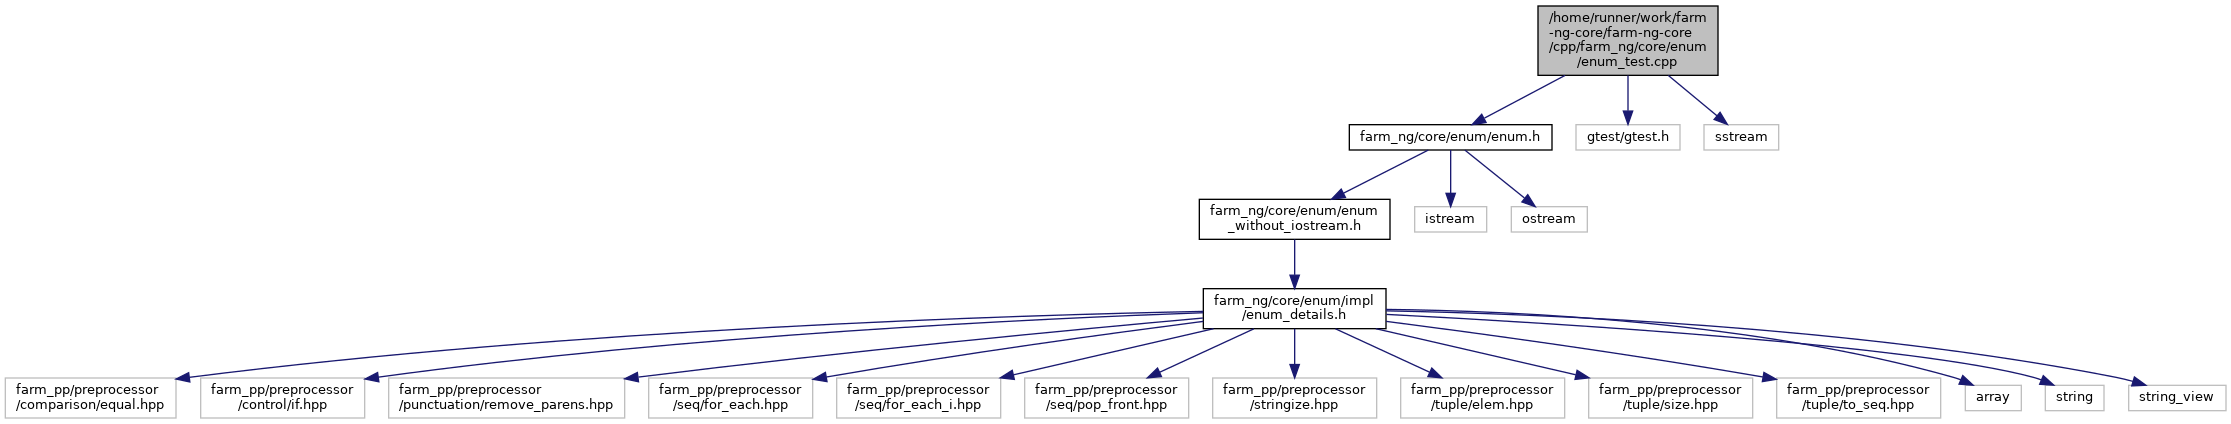 /home/runner/work/farm
-ng-core/farm-ng-core
/cpp/farm_ng/core/enum
/enum_test.cpp
farm_ng/core/enum/enum.h
gtest/gtest.h
sstream
farm_ng/core/enum/enum
_without_iostream.h
istream
ostream
farm_ng/core/enum/impl
/enum_details.h
farm_pp/preprocessor
/comparison/equal.hpp
farm_pp/preprocessor
/control/if.hpp
farm_pp/preprocessor
/punctuation/remove_parens.hpp
farm_pp/preprocessor
/seq/for_each.hpp
farm_pp/preprocessor
/seq/for_each_i.hpp
farm_pp/preprocessor
/seq/pop_front.hpp
farm_pp/preprocessor
/stringize.hpp
farm_pp/preprocessor
/tuple/elem.hpp
farm_pp/preprocessor
/tuple/size.hpp
farm_pp/preprocessor
/tuple/to_seq.hpp
array
string
string_view